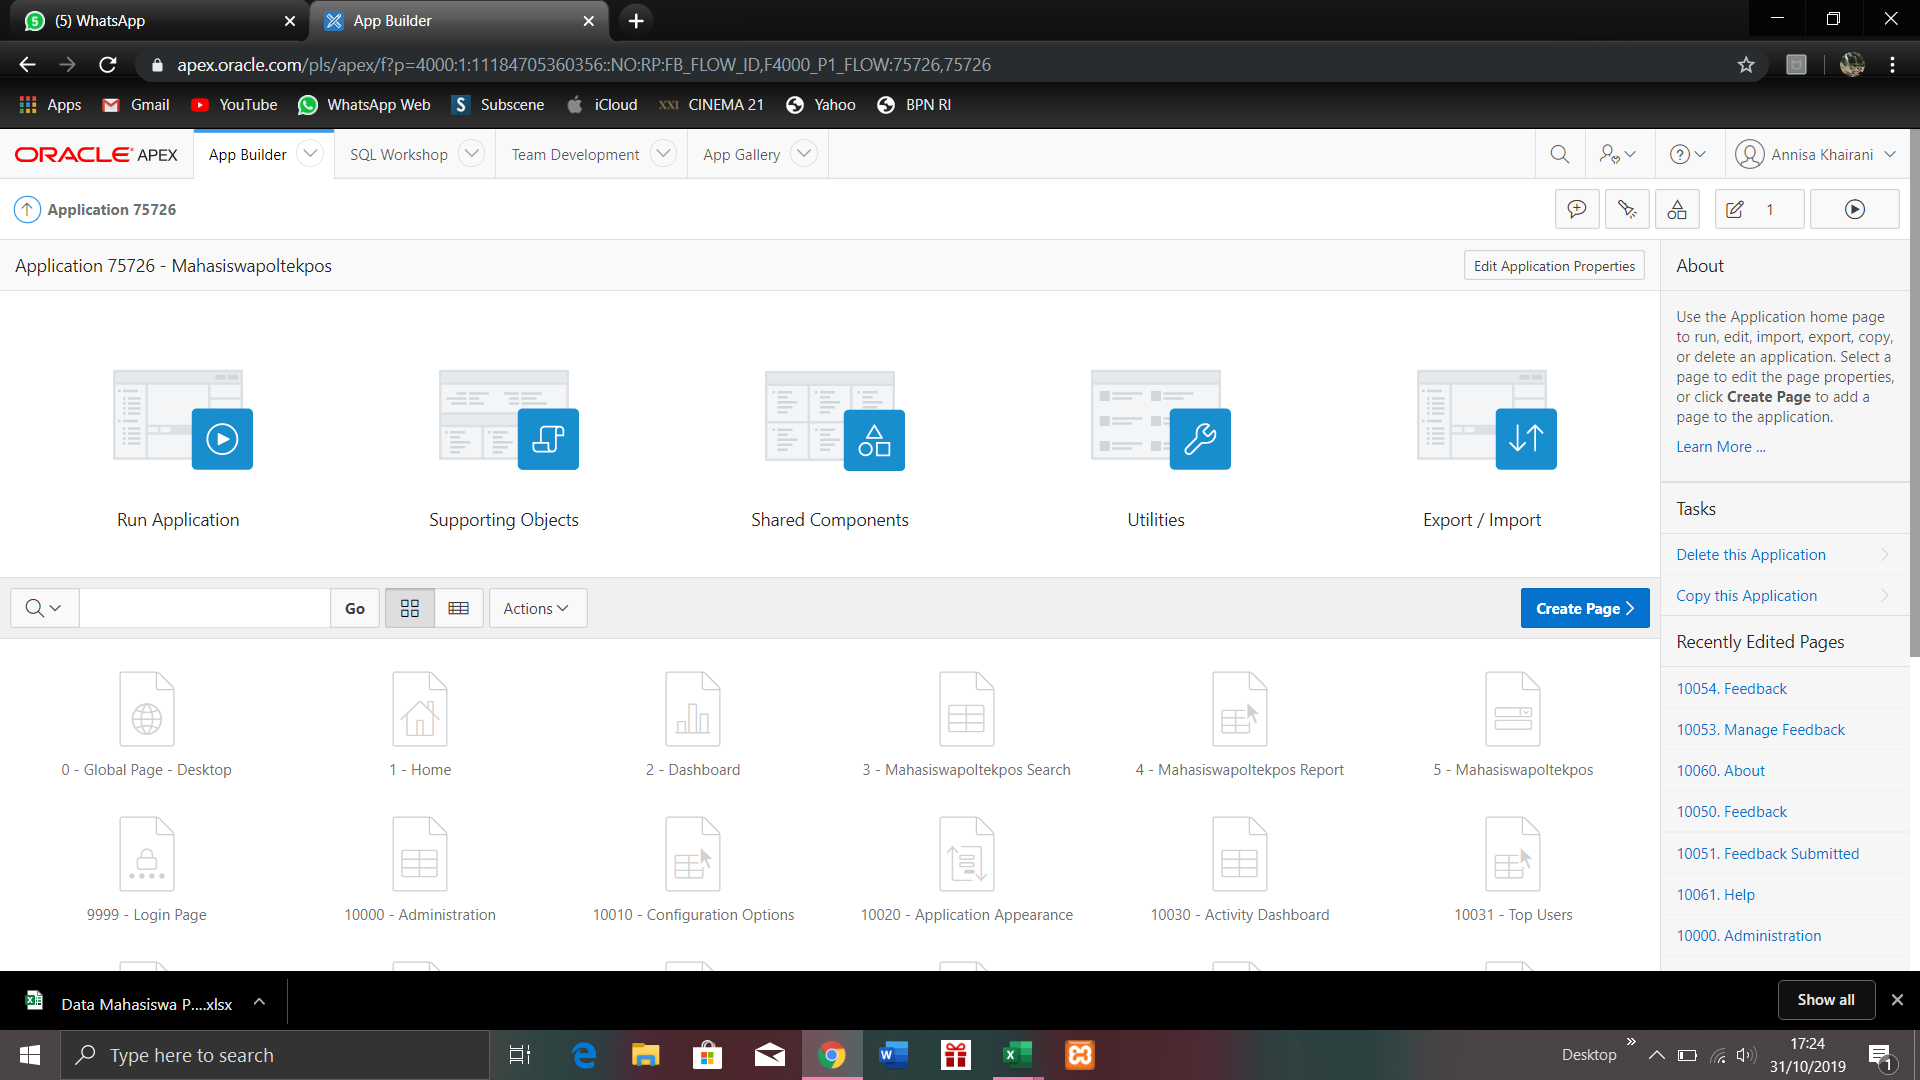 (5) WhatsApp
App Builder
apex.oracle.com/pls/apex/f?p=4000:1:11184705360356::NO:RP:FB_FLOW_ID,F4000_P1_FLOW:75726,75726
Apps
Gmail
YouTube
WhatsApp Web
Subscene
iCloud
CINEMA 21
Yahoo
BPN RI
ORACLE APEX
App Builder
SQL Workshop
Team Development
App Gallery
Annisa Khairani
Application 75726
1
Application 75726 - Mahasiswapoltekpos
Edit Application Properties
Run Application
Supporting Objects
Shared Components
Utilities
Export / Import
Go
Actions
Create Page
0 - Global Page - Desktop
1 - Home
2 - Dashboard
3 - Mahasiswapoltekpos Search
4 - Mahasiswapoltekpos Report
5 - Mahasiswapoltekpos
9999 - Login Page
10000 - Administration
10010 - Configuration Options
10020 - Application Appearance
10030 - Activity Dashboard
10031 - Top Users
About
Use the Application home page
to run, edit, import, export, copy,
or delete an application. Select a
page to edit the page properties,
or click Create Page to add a
page to the application.
Learn More ...
Tasks
Delete this Application
Copy this Application
Recently Edited Pages
10054. Feedback
10053. Manage Feedback
10060. About
10050. Feedback
10051. Feedback Submitted
10061. Help
10000. Administration
Data Mahasiswa P....xlsx
Show all
Type here to search
Desktop
17:24
31/10/2019
1